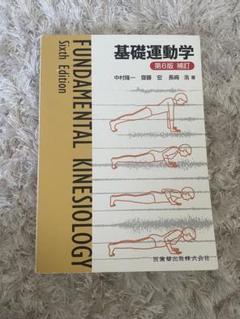 基礎運動学
第6版 補訂
中村隆一 齋藤 宏 長崎 浩 著
FUNDAMENTAL KINESIOLOGY
Sixth Edition
医歯薬出版株式会社